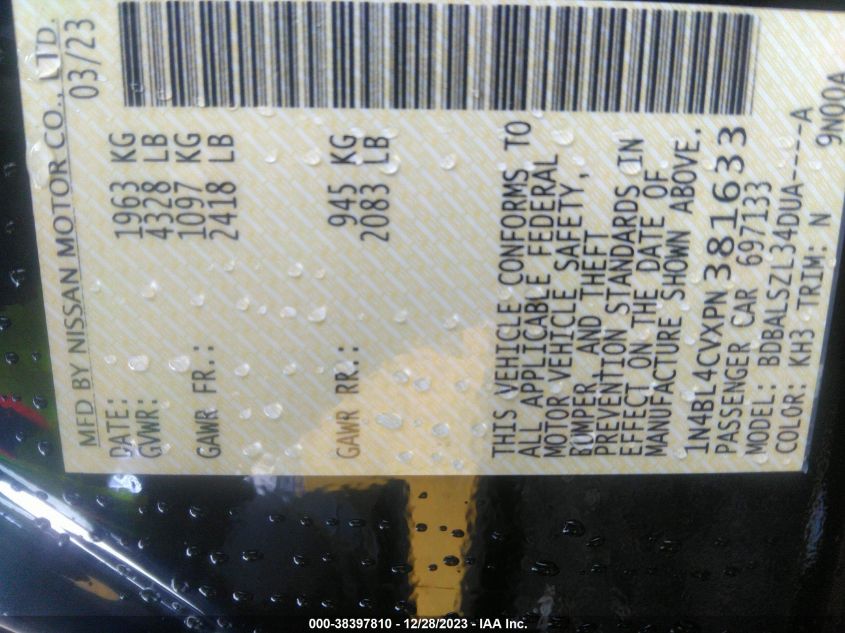 MFD BY NISSAN MOTOR CO., LTD.
DATE: 03/23
GVWR: 1963 KG
4328 LB
GAWR FR.: 1097 KG
2418 LB
GAWR RR.: 945 KG
2083 LB
THIS VEHICLE CONFORMS TO
ALL APPLICABLE FEDERAL
MOTOR VEHICLE SAFETY,
BUMPER, AND THEFT
PREVENTION STANDARDS IN
EFFECT ON THE DATE OF
MANUFACTURE SHOWN ABOVE.
1N4BL4CVXPN381633
PASSENGER CAR 697133
MODEL: BDBALSZL34DUA----A
COLOR: KH3 TRIM: N 9N00A
000-38397810 - 12/28/2023 - IAA Inc.